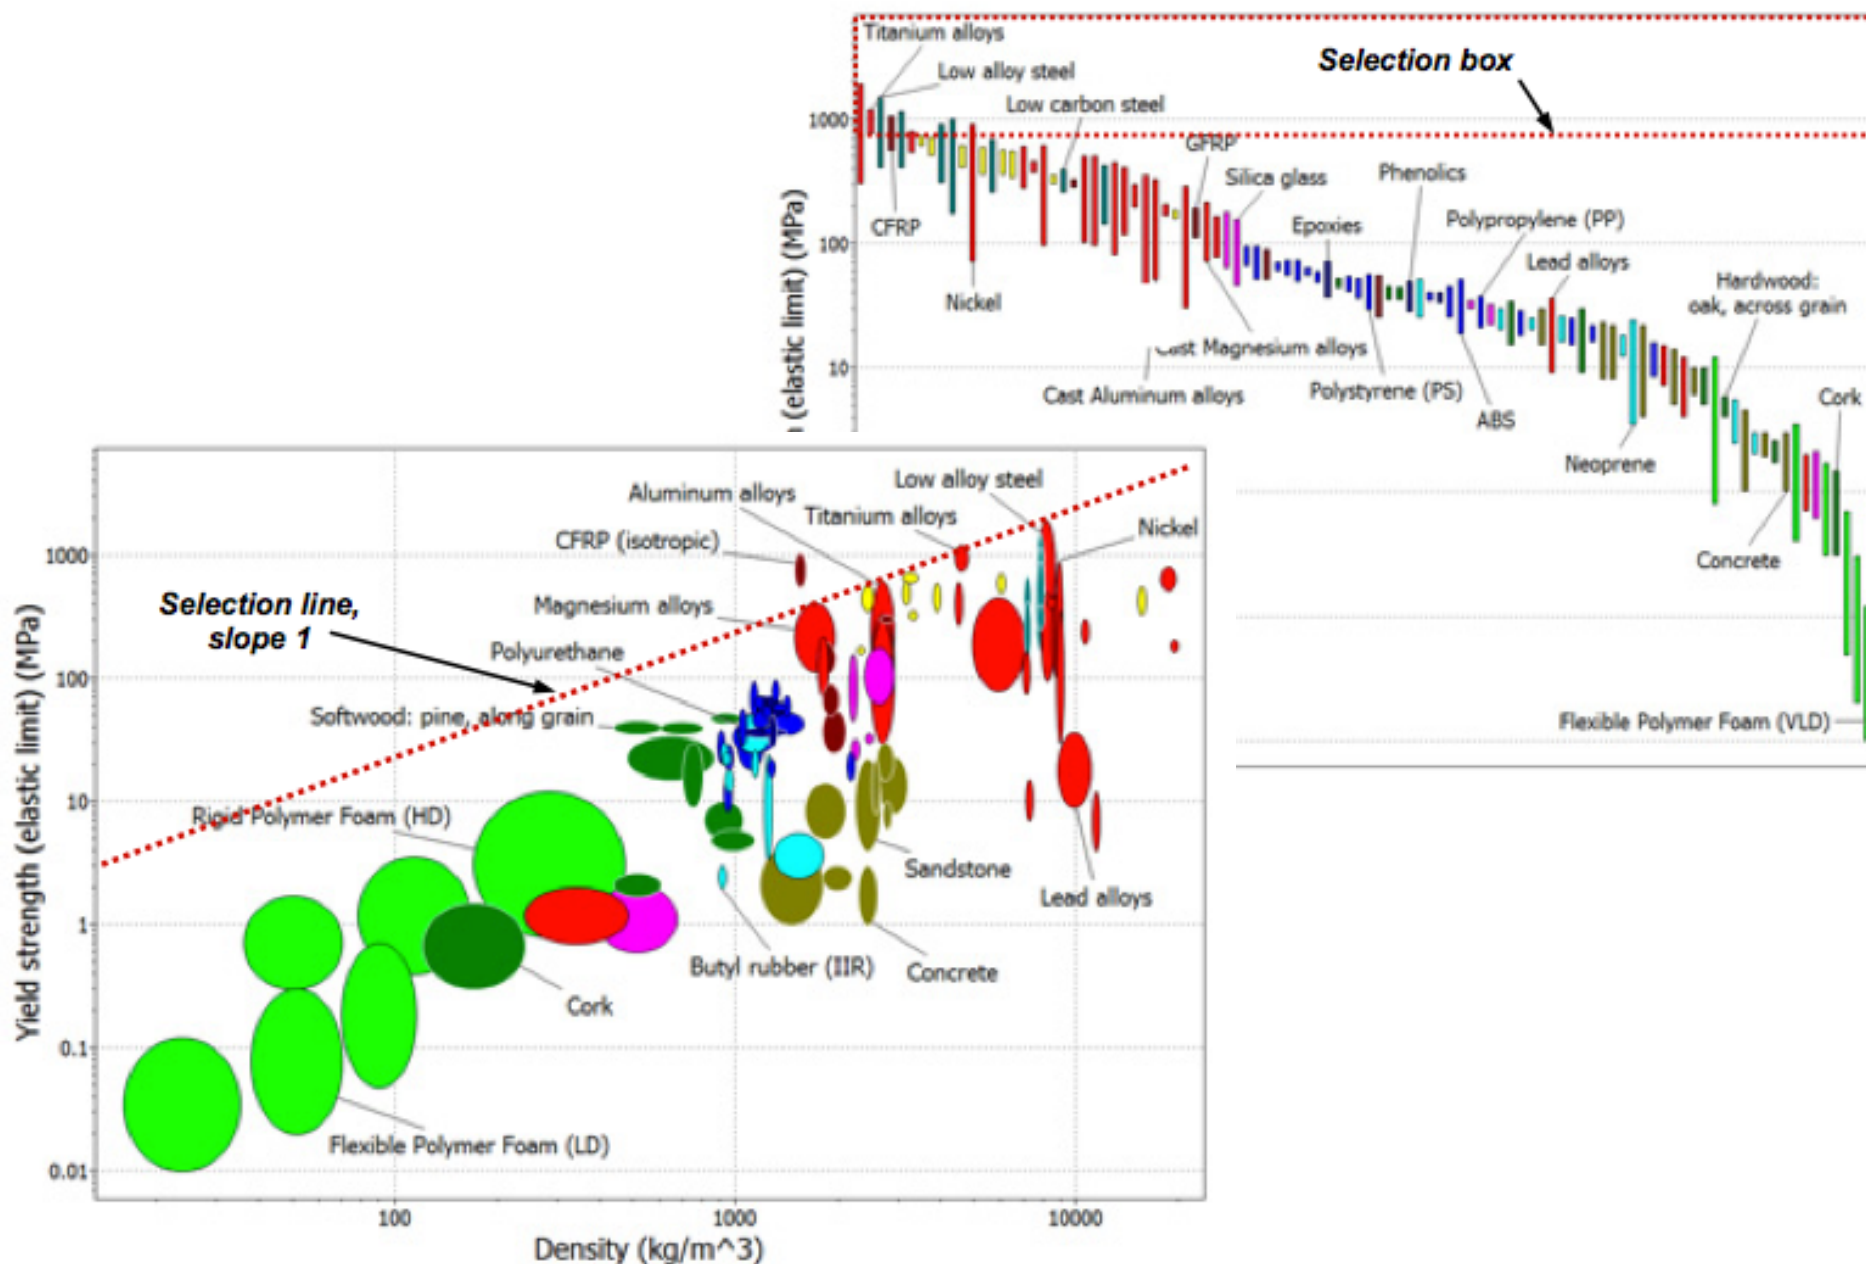 Titanium alloys
Low alloy steel
Selection box
Low carbon steel
1000
GFRP
Silica glass
Phenolics
CFRP
Epoxies
Polypropylene (PP)
100
Lead alloys
Nickel
Hardwood:
oak, across grain
(elastic limit) (MPa)
Magnesium alloys
10
Cast Aluminum alloys
Polystyrene (PS)
ABS
Cork
Neoprene
Concrete
Flexible Polymer Foam (VLD)
Low alloy steel
Aluminum alloys
Titanium alloys
Nickel
CFRP (isotropic)
1000
Selection line,
slope 1
Magnesium alloys
Polyurethane
100
Softwood: pine, along grain
10
Rigid Polymer Foam (HD)
Sandstone
Lead alloys
1
Butyl rubber (IIR)
Concrete
Cork
Yield strength (elastic limit) (MPa)
0.1
Flexible Polymer Foam (LD)
0.01
100
1000
10000
Density (kg/m^3)